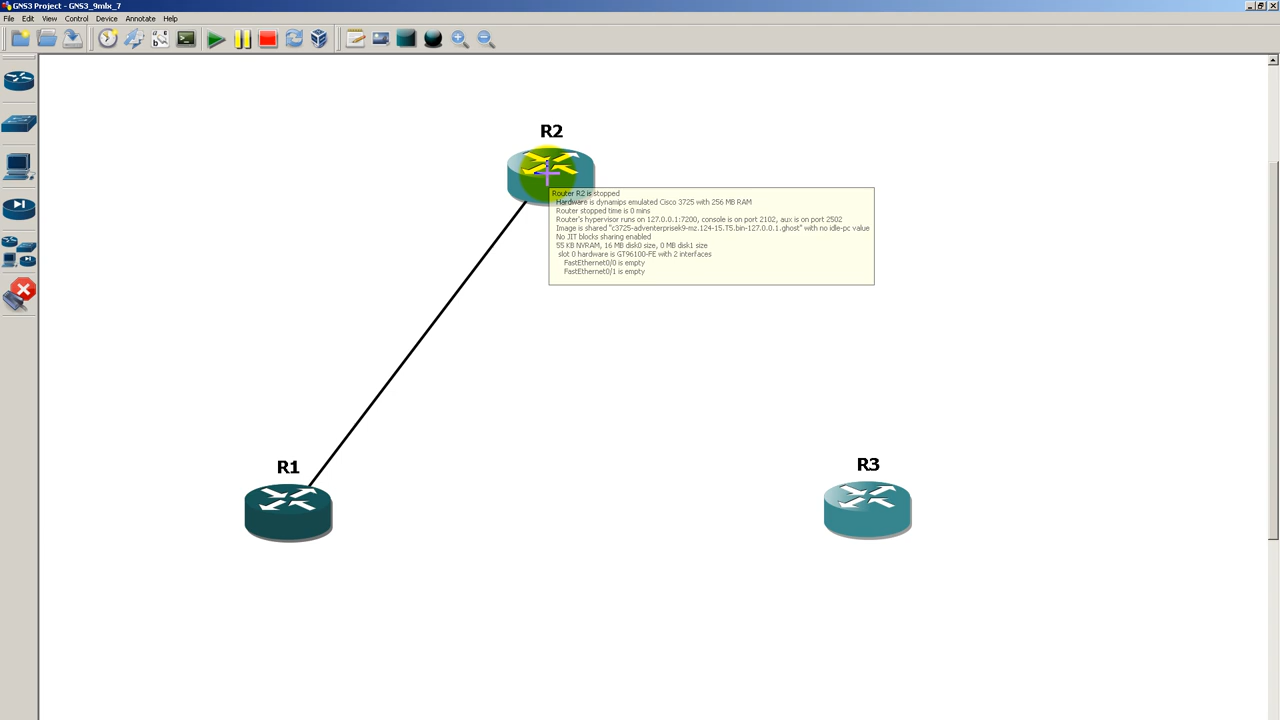 GNS3 Project - GNS3_9mlx_7
File Edit View Control Device Annotate Help
R2
Router R2 is stopped
Hardware is dynamips emulated Cisco 3725 with 256 MB RAM
Router stopped time is 0 mins
Router's hypervisor runs on 127.0.0.1:7200, console is on port 2102, aux is on port 2502
Image is shared "c3725-adventerprisek9-mz.124-15.T5.bin-127.0.0.1.ghost" with no idle-pc value
No JIT blocks sharing enabled
55 KB NVRAM, 16 MB disk0 size, 0 MB disk1 size
slot 0 hardware is GT96100-FE with 2 interfaces
FastEthernet0/0 is empty
FastEthernet0/1 is empty
R1
R3